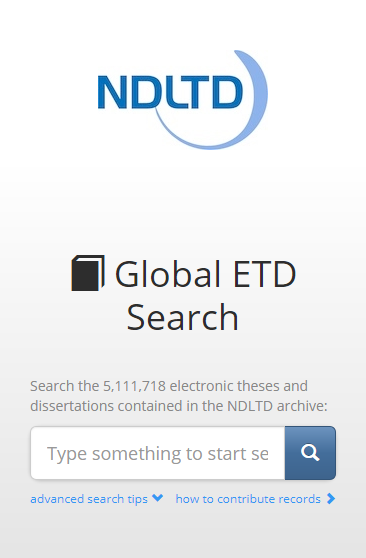 NDLTD
Global ETD
Search
Search the 5,111,718 electronic theses and
dissertations contained in the NDLTD archive:
Type something to start se
advanced search tips
how to contribute records